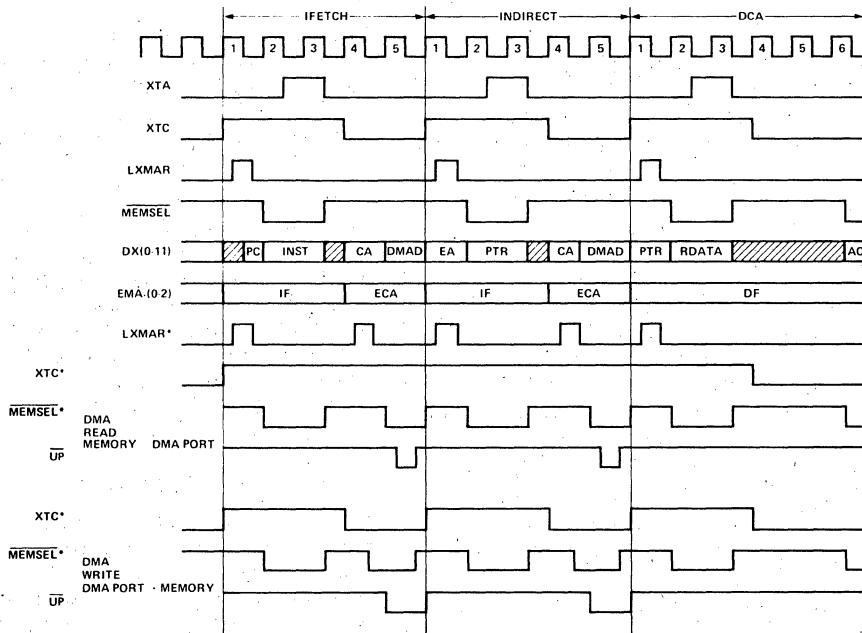 IFETCH INDIRECT DCA
1 2 3 4 5 1 2 3 4 5 1 2 3 4 5 6
XTA
XTC
LXMAR
MEMSEL
DX(0-11) PC INST CA DMAD EA PTR CA DMAD PTR RDATA AC
EMA (0-2) IF ECA IF ECA DF
LXMAR*
XTC*
MEMSEL*
DMA
READ
MEMORY DMA PORT
UP
XTC*
MEMSEL*
DMA
WRITE
DMA PORT · MEMORY
UP